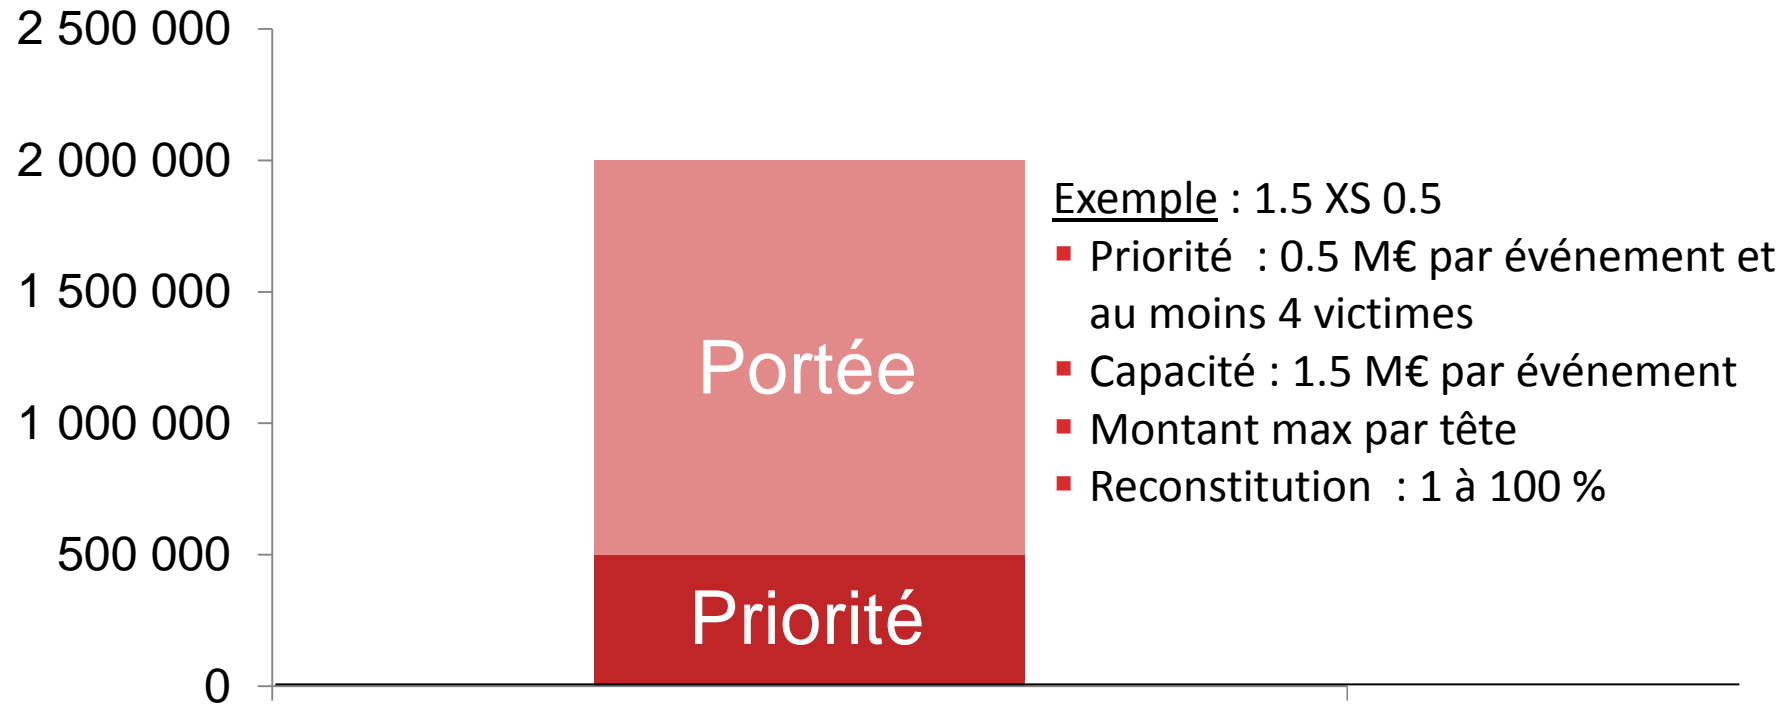 2 500 000
2 000 000
1 500 000
1 000 000
500 000
0
Portée
Priorité
Exemple : 1.5 XS 0.5
▪ Priorité : 0.5 M€ par événement et
au moins 4 victimes
▪ Capacité : 1.5 M€ par événement
▪ Montant max par tête
▪ Reconstitution : 1 à 100 %